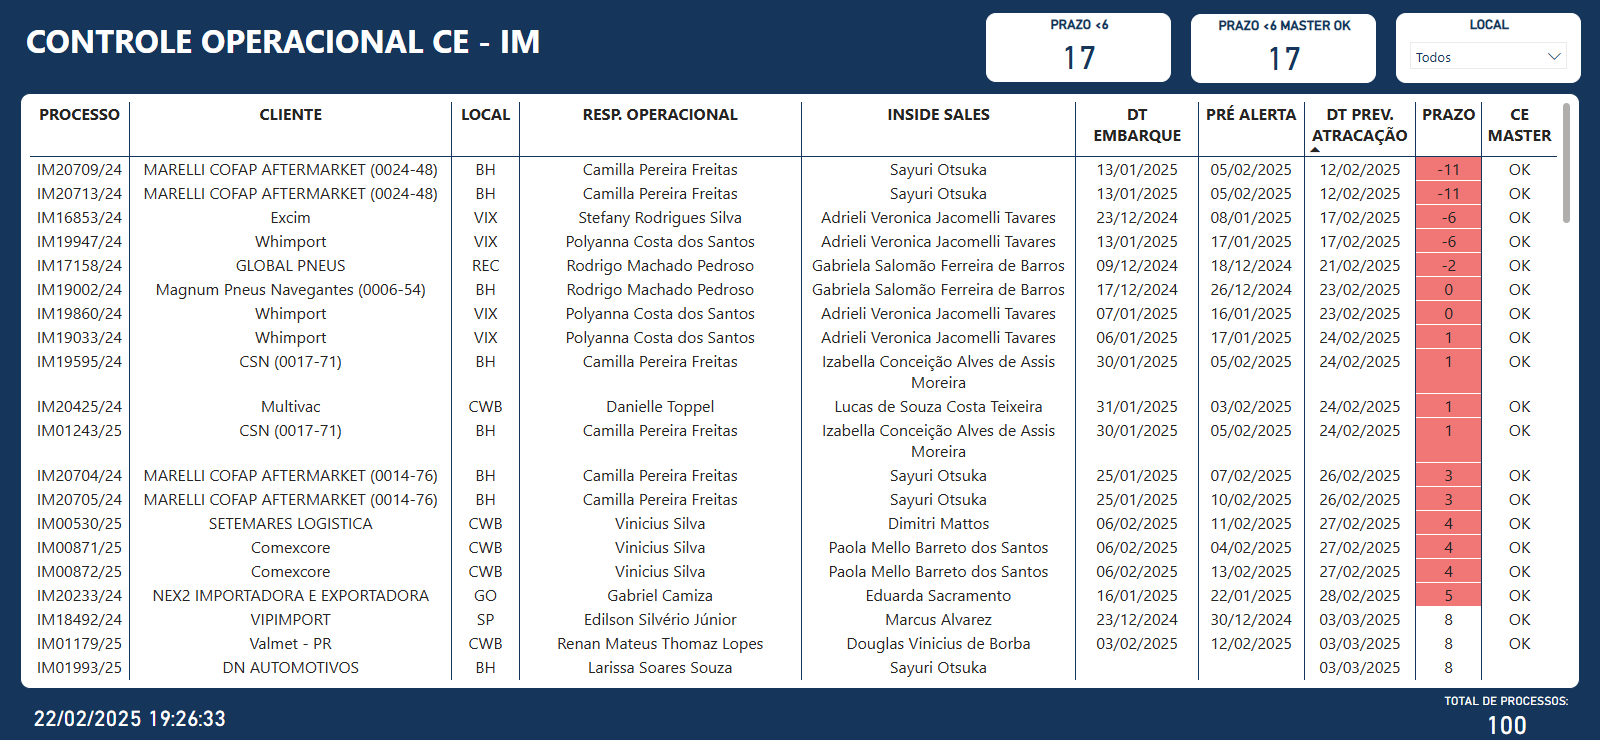 CONTROLE OPERACIONAL CE - IM
PRAZO <6
17
PRAZO <6 MASTER OK
17
LOCAL
Todos
PROCESSO CLIENTE LOCAL RESP. OPERACIONAL INSIDE SALES DT EMBARQUE PRÉ ALERTA DT PREV. ATRACAÇÃO PRAZO CE MASTER
IM20709/24 MARELLI COFAP AFTERMARKET (0024-48) BH Camilla Pereira Freitas Sayuri Otsuka 13/01/2025 05/02/2025 12/02/2025 -11 OK
IM20713/24 MARELLI COFAP AFTERMARKET (0024-48) BH Camilla Pereira Freitas Sayuri Otsuka 13/01/2025 05/02/2025 12/02/2025 -11 OK
IM16853/24 Excim VIX Stefany Rodrigues Silva Adrieli Veronica Jacomelli Tavares 23/12/2024 08/01/2025 17/02/2025 -6 OK
IM19947/24 Whimport VIX Polyanna Costa dos Santos Adrieli Veronica Jacomelli Tavares 13/01/2025 17/01/2025 17/02/2025 -6 OK
IM17158/24 GLOBAL PNEUS REC Rodrigo Machado Pedroso Gabriela Salomão Ferreira de Barros 09/12/2024 18/12/2024 21/02/2025 -2 OK
IM19002/24 Magnum Pneus Navegantes (0006-54) BH Rodrigo Machado Pedroso Gabriela Salomão Ferreira de Barros 17/12/2024 26/12/2024 23/02/2025 0 OK
IM19860/24 Whimport VIX Polyanna Costa dos Santos Adrieli Veronica Jacomelli Tavares 07/01/2025 16/01/2025 23/02/2025 0 OK
IM19033/24 Whimport VIX Polyanna Costa dos Santos Adrieli Veronica Jacomelli Tavares 06/01/2025 17/01/2025 24/02/2025 1 OK
IM19595/24 CSN (0017-71) BH Camilla Pereira Freitas Izabella Conceição Alves de Assis Moreira 30/01/2025 05/02/2025 24/02/2025 1 OK
IM20425/24 Multivac CWB Danielle Toppel Lucas de Souza Costa Teixeira 31/01/2025 03/02/2025 24/02/2025 1 OK
IM01243/25 CSN (0017-71) BH Camilla Pereira Freitas Izabella Conceição Alves de Assis Moreira 30/01/2025 05/02/2025 24/02/2025 1 OK
IM20704/24 MARELLI COFAP AFTERMARKET (0014-76) BH Camilla Pereira Freitas Sayuri Otsuka 25/01/2025 07/02/2025 26/02/2025 3 OK
IM20705/24 MARELLI COFAP AFTERMARKET (0014-76) BH Camilla Pereira Freitas Sayuri Otsuka 25/01/2025 10/02/2025 26/02/2025 3 OK
IM00530/25 SETEMARES LOGISTICA CWB Vinicius Silva Dimitri Mattos 06/02/2025 11/02/2025 27/02/2025 4 OK
IM00871/25 Comexcore CWB Vinicius Silva Paola Mello Barreto dos Santos 06/02/2025 04/02/2025 27/02/2025 4 OK
IM00872/25 Comexcore CWB Vinicius Silva Paola Mello Barreto dos Santos 06/02/2025 13/02/2025 27/02/2025 4 OK
IM20233/24 NEX2 IMPORTADORA E EXPORTADORA GO Gabriel Camiza Eduarda Sacramento 16/01/2025 22/01/2025 28/02/2025 5 OK
IM18492/24 VIPIMPORT SP Edilson Silvério Júnior Marcus Alvarez 23/12/2024 30/12/2024 03/03/2025 8 OK
IM01179/25 Valmet - PR CWB Renan Mateus Thomaz Lopes Douglas Vinicius de Borba 03/02/2025 12/02/2025 03/03/2025 8 OK
IM01993/25 DN AUTOMOTIVOS BH Larissa Soares Souza Sayuri Otsuka 03/03/2025 8
22/02/2025 19:26:33
TOTAL DE PROCESSOS:
100